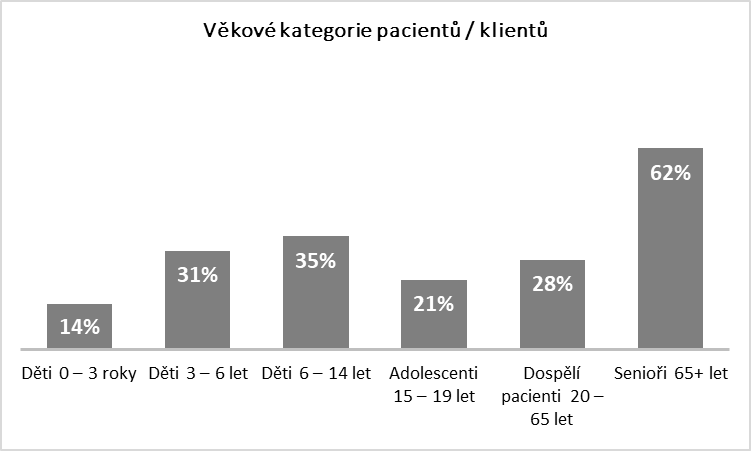 Věkové kategorie pacientů / klientů
62%
35%
31%
28%
21%
14%
Děti 0 – 3 roky
Děti 3 – 6 let
Děti 6 – 14 let
Adolescenti
15 – 19 let
Dospělí
pacienti 20 –
65 let
Senioři 65+ let